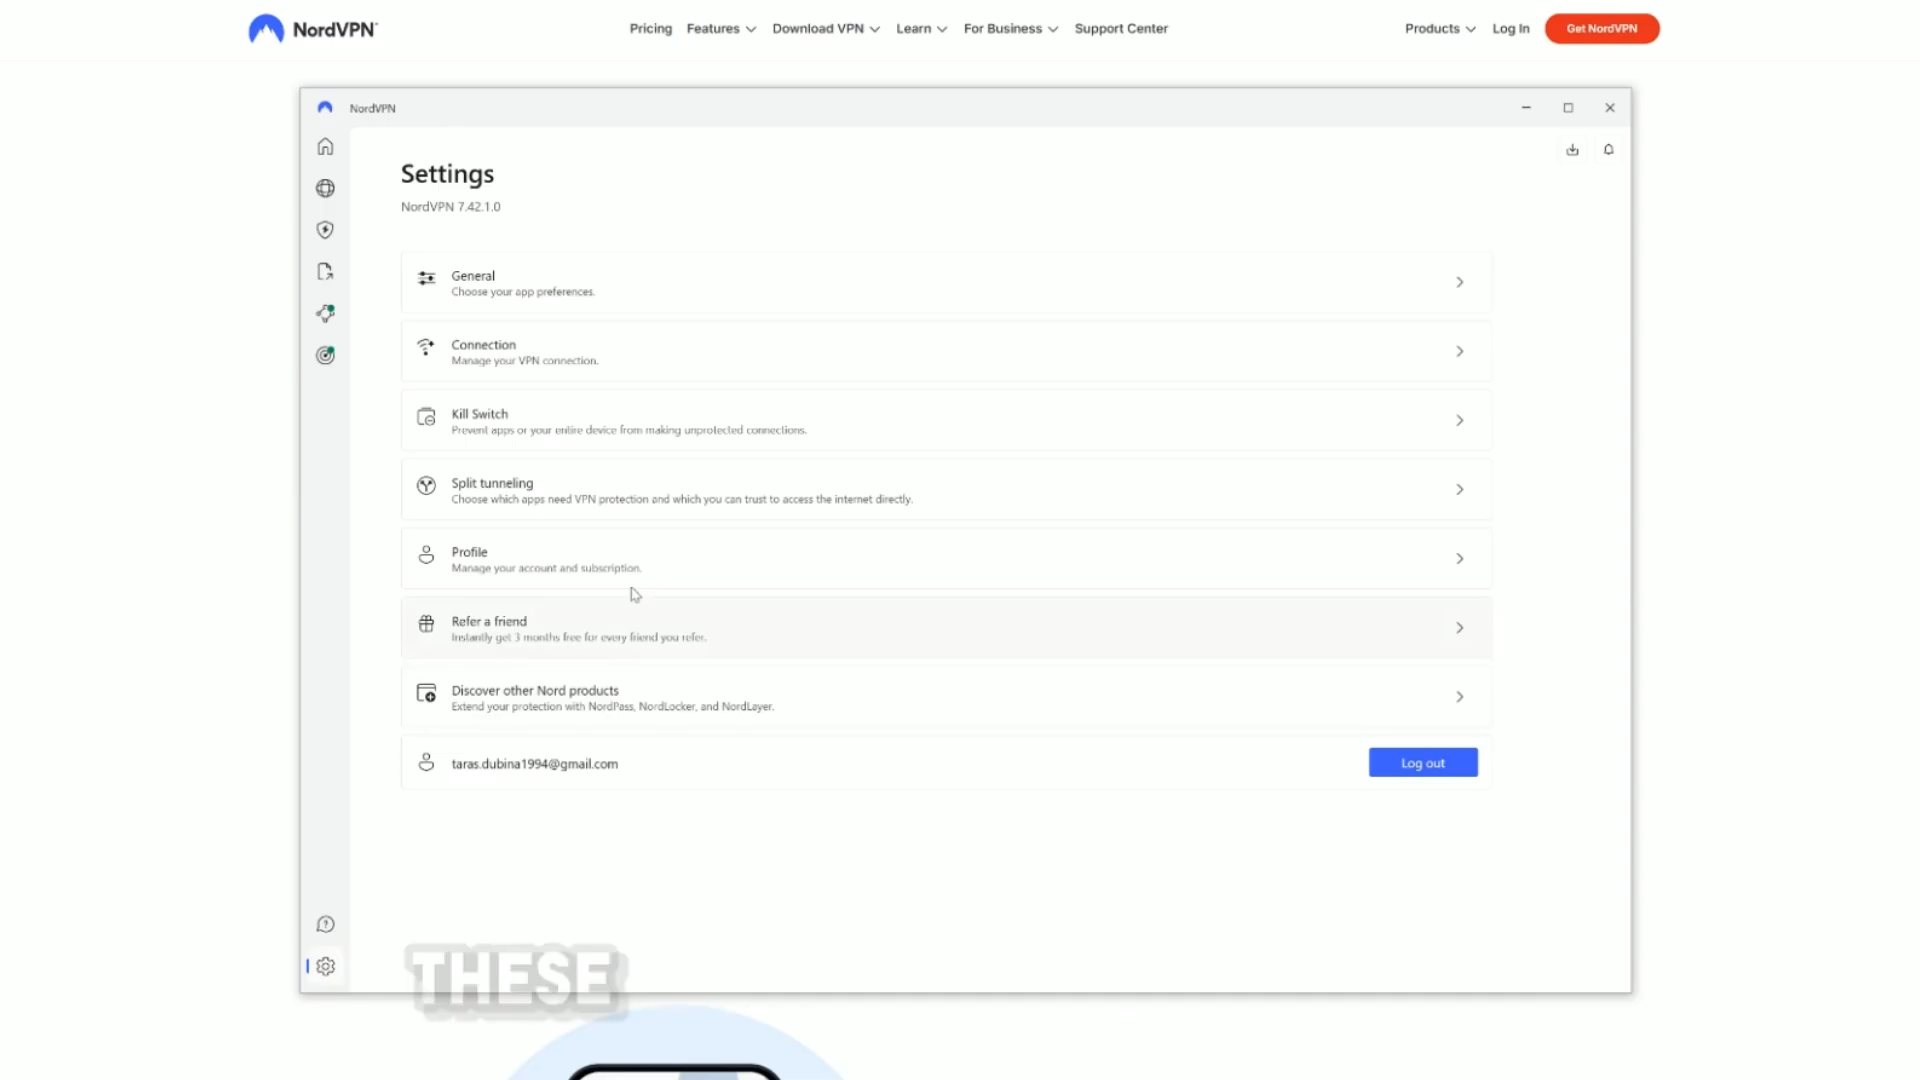 NordVPN
Pricing Features Download VPN Learn For Business Support Center
Products Log In Get NordVPN
NordVPN
Settings
NordVPN 7.42.1.0
General
Choose your app preferences.
Connection
Manage your VPN connection.
Kill Switch
Prevent apps or your entire device from making unprotected connections.
Split tunneling
Choose which apps need VPN protection and which you can trust to access the internet directly.
Profile
Manage your account and subscription.
Refer a friend
Instantly get 3 months free for every friend you refer.
Discover other Nord products
Extend your protection with NordPass, NordLocker, and NordLayer.
taras.dubina1994@gmail.com
Log out
THESE